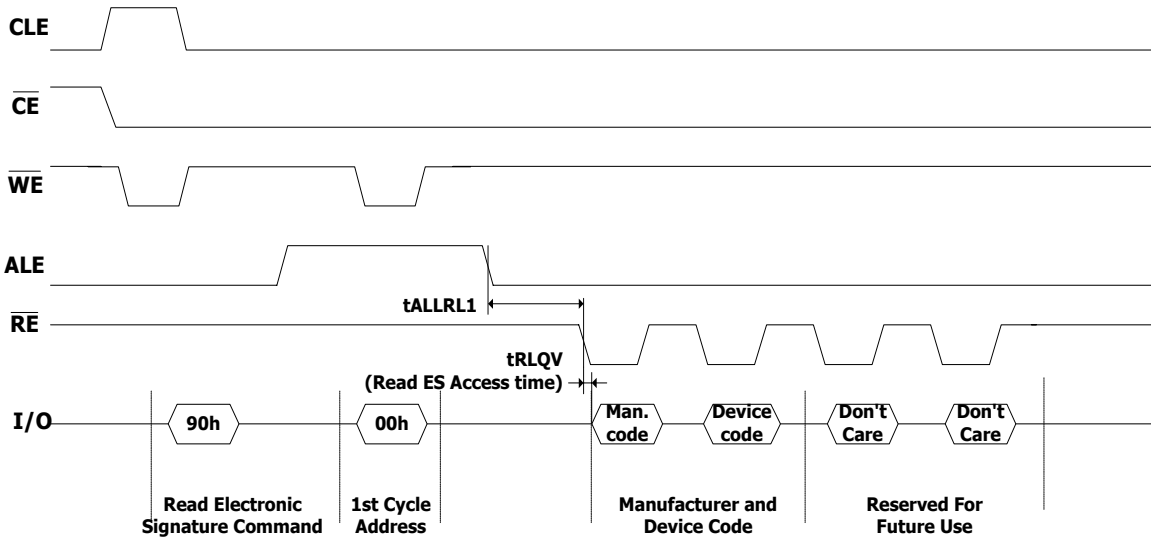 CLE
CE
WE
ALE
tALLRL1
RE
tRLQV
(Read ES Access time)
I/O
90h
00h
Man.
code
Device
code
Don't
Care
Don't
Care
Read Electronic
Signature Command
1st Cycle
Address
Manufacturer and
Device Code
Reserved For
Future Use